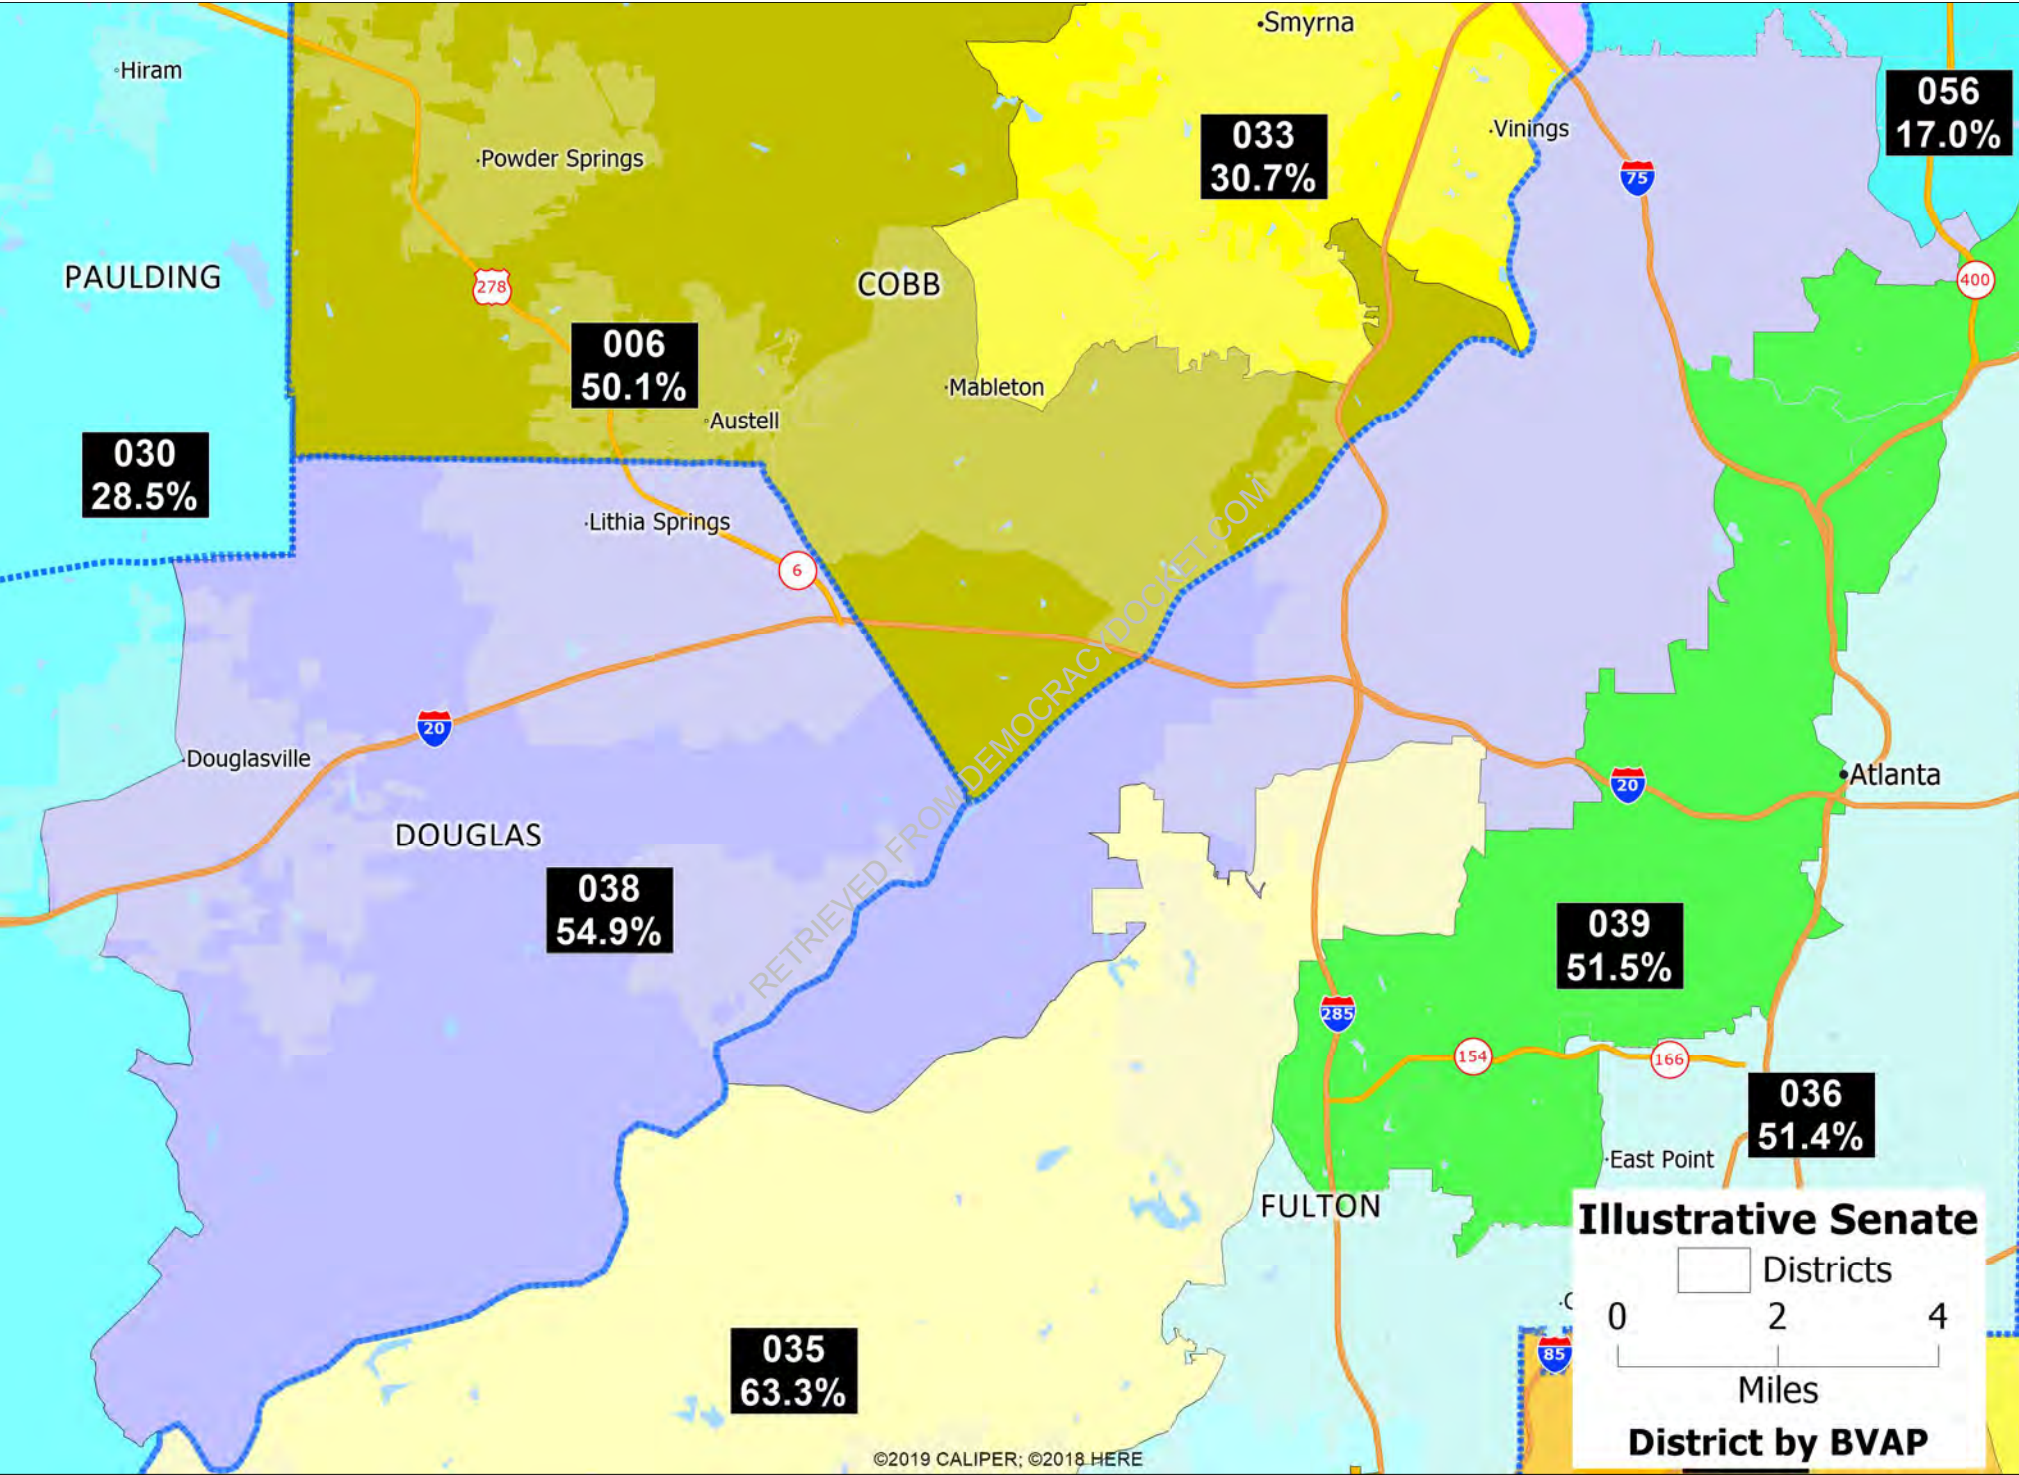 Smyrna
Hiram
056
17.0%
033
30.7%
Vinings
Powder Springs
75
PAULDING
COBB
278
400
006
50.1%
Mableton
Austell
030
28.5%
Lithia Springs
6
20
Douglasville
20
Atlanta
DOUGLAS
038
54.9%
039
51.5%
RETRIEVED FROM DEMOCRACYDOCKET.COM
285
154
166
036
51.4%
East Point
FULTON
Illustrative Senate
Districts
0 2 4
Miles
District by BVAP
85
035
63.3%
©2019 CALIPER; ©2018 HERE